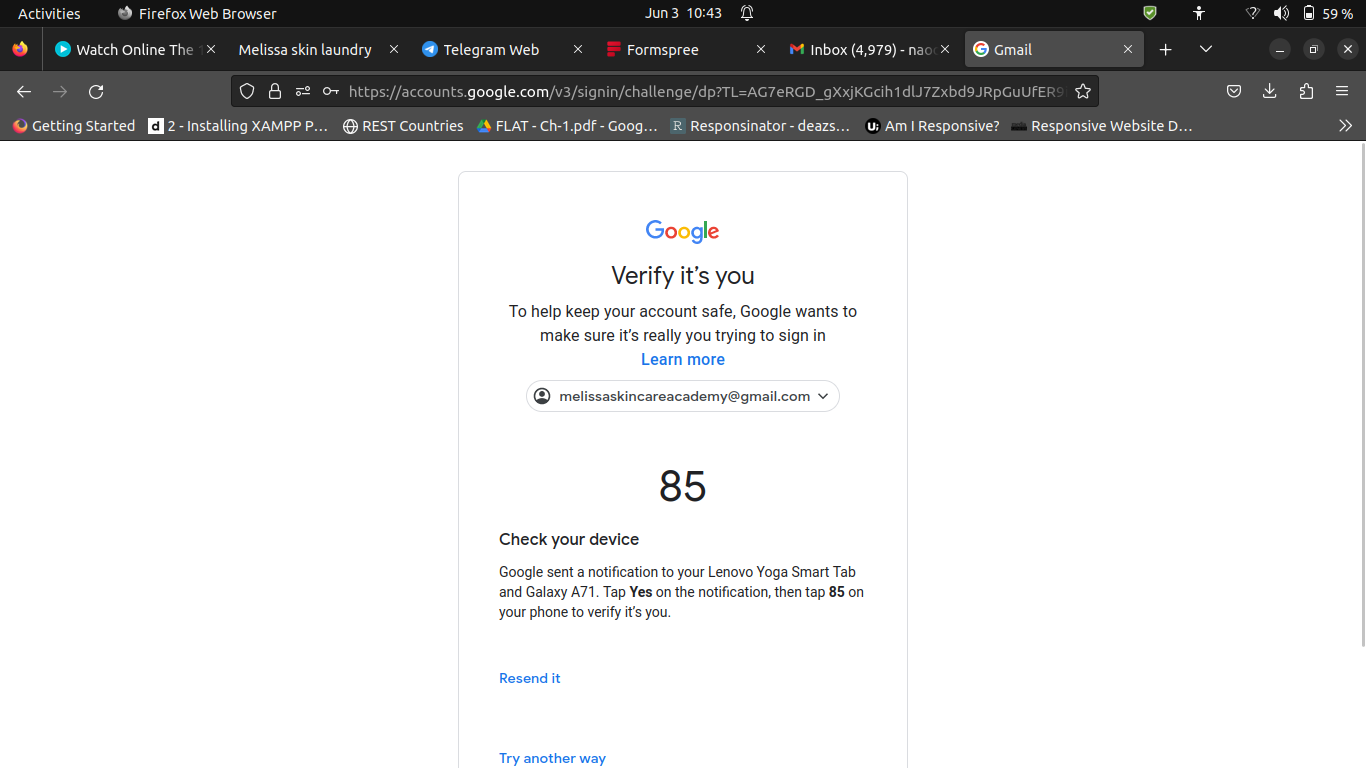 Activities
Firefox Web Browser
Jun 3 10:43
59 %
Watch Online The
Melissa skin laundry
Telegram Web
Formspree
Inbox (4,979) - nao
Gmail
https://accounts.google.com/v3/signin/challenge/dp?TL=AG7eRGD_gXxjKGcih1dlJ7Zxbd9JRpGuUfER9
Getting Started
2 - Installing XAMPP P…
REST Countries
FLAT - Ch-1.pdf - Goog…
Responsinator - deazs…
Am I Responsive?
Responsive Website D…
Google
Verify it’s you
To help keep your account safe, Google wants to
make sure it’s really you trying to sign in
Learn more
melissaskincareacademy@gmail.com
85
Check your device
Google sent a notification to your Lenovo Yoga Smart Tab
and Galaxy A71. Tap Yes on the notification, then tap 85 on
your phone to verify it’s you.
Resend it
Try another way